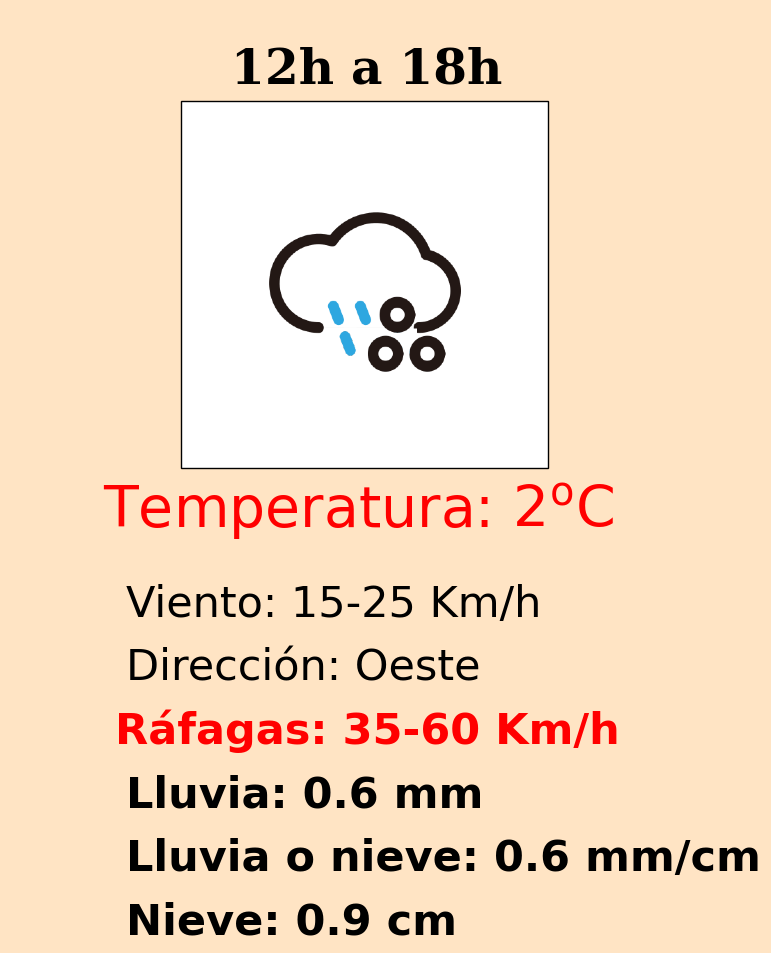 12h a 18h
Temperatura: 2ºC
Viento: 15-25 Km/h
Dirección: Oeste
Ráfagas: 35-60 Km/h
Lluvia: 0.6 mm
Lluvia o nieve: 0.6 mm/cm
Nieve: 0.9 cm